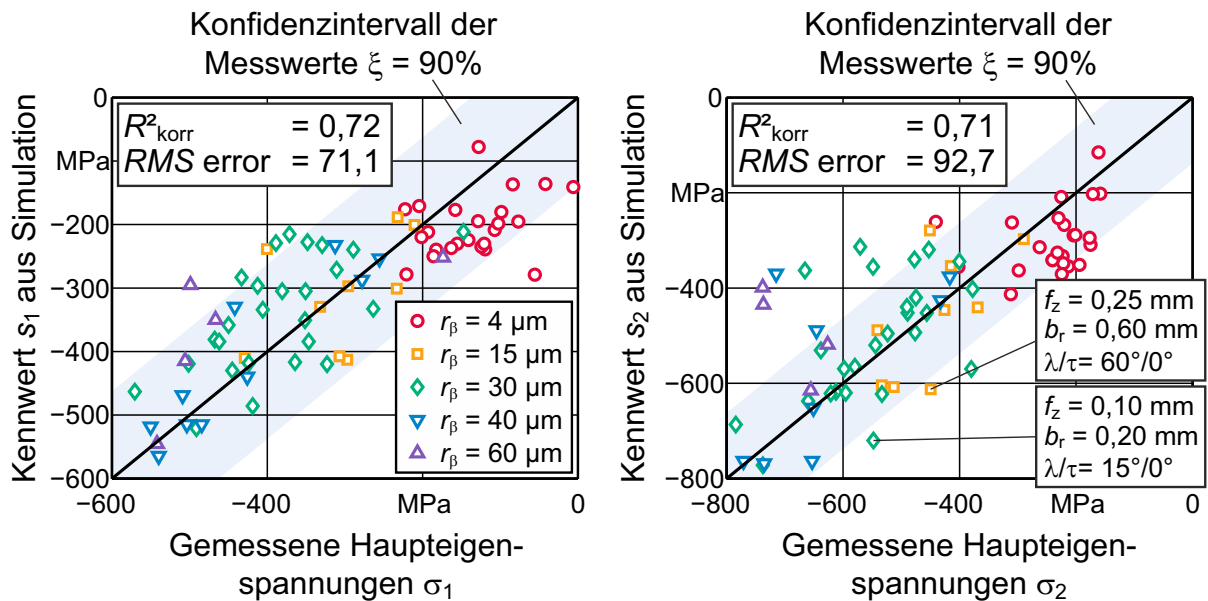 Konfidenzintervall der
Messwerte ξ = 90%
Kennwert s₁ aus Simulation
0
MPa
−200
−300
−400
−500
−600
R²korr = 0,72
RMS error = 71,1
rβ = 4 µm
rβ = 15 µm
rβ = 30 µm
rβ = 40 µm
rβ = 60 µm
−600
−400
MPa
0
Gemessene Haupteigen-
spannungen σ₁
Konfidenzintervall der
Messwerte ξ = 90%
Kennwert s₂ aus Simulation
0
MPa
−400
−600
−800
R²korr = 0,71
RMS error = 92,7
fz = 0,25 mm
br = 0,60 mm
λ/τ = 60°/0°
fz = 0,10 mm
br = 0,20 mm
λ/τ = 15°/0°
−800
−600
−400
MPa
0
Gemessene Haupteigen-
spannungen σ₂